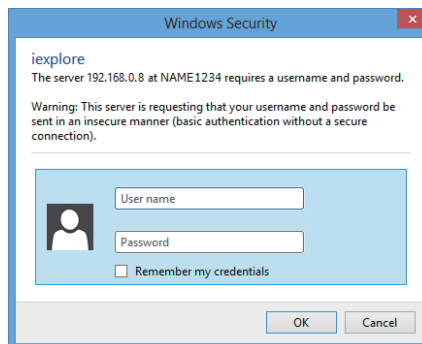 Windows Security
iexplore
The server 192.168.0.8 at NAME1234 requires a username and password.
Warning: This server is requesting that your username and password be
sent in an insecure manner (basic authentication without a secure
connection).
User name
Password
Remember my credentials
OK Cancel